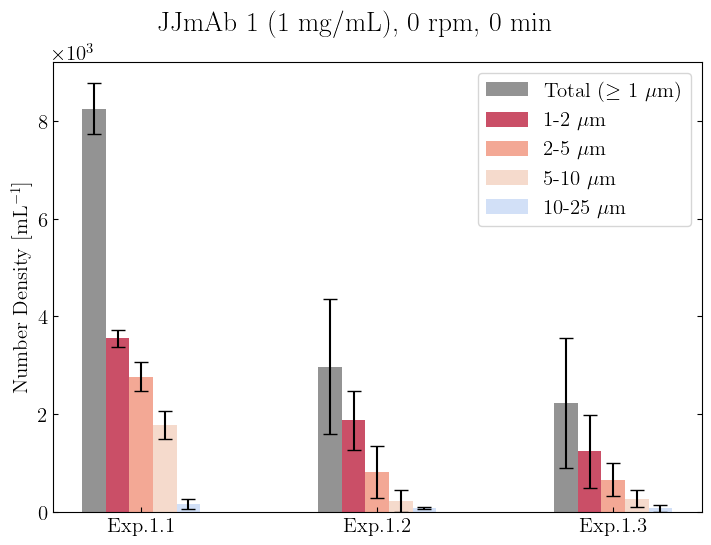 JJmAb 1 (1 mg/mL), 0 rpm, 0 min
×10³
Number Density [mL⁻¹]
8
6
4
2
0
Total (≥ 1 μm)
1-2 μm
2-5 μm
5-10 μm
10-25 μm
Exp.1.1
Exp.1.2
Exp.1.3